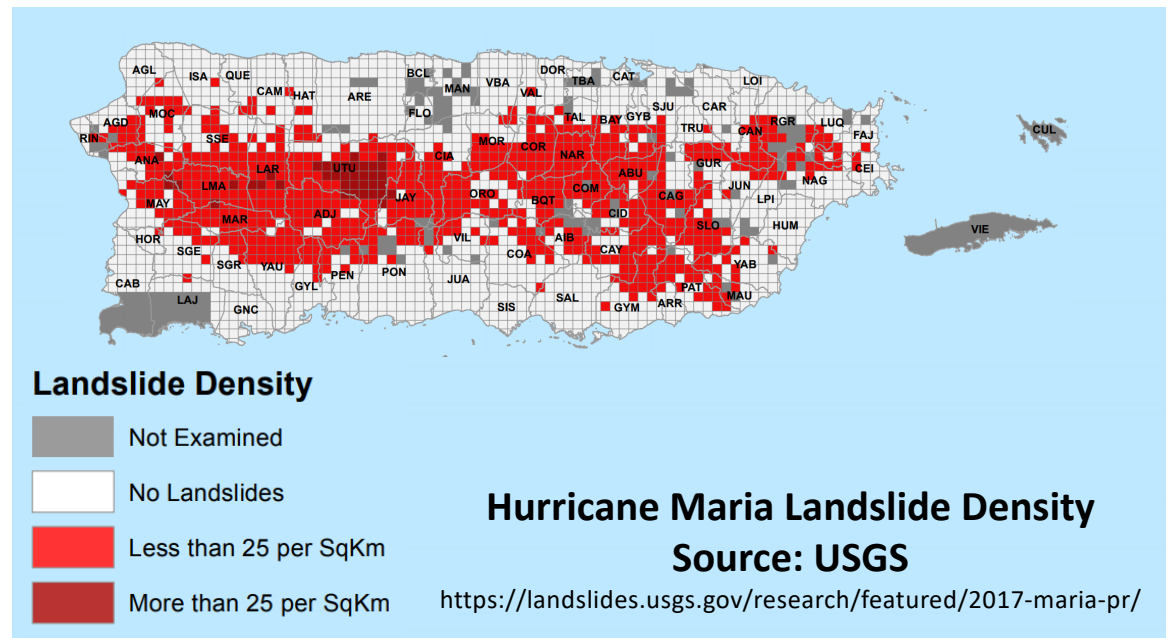 AGL ISA QUE CAM HAT ARE BCL MAN VBA DOR TBA CAT LOI
MOC FLO VAL TAL BAY GYB SJU CAR RGR LUQ FAJ CUL
RIN AGD SSE CIA MOR COR NAR TRU CAN
ANA LAR UTU ABU GUR NAG CEI
LMA JAY ORO BQT COM CAG JUN LPI
MAY MAR ADJ CID SLO HUM VIE
HOR SGE VIL COA AIB CAY YAB
SGR YAU PEN PON JUA
CAB LAJ GNC GYL SIS SAL GYM ARR PAT MAU
Landslide Density
Not Examined
No Landslides
Less than 25 per SqKm
More than 25 per SqKm
Hurricane Maria Landslide Density
Source: USGS
https://landslides.usgs.gov/research/featured/2017-maria-pr/